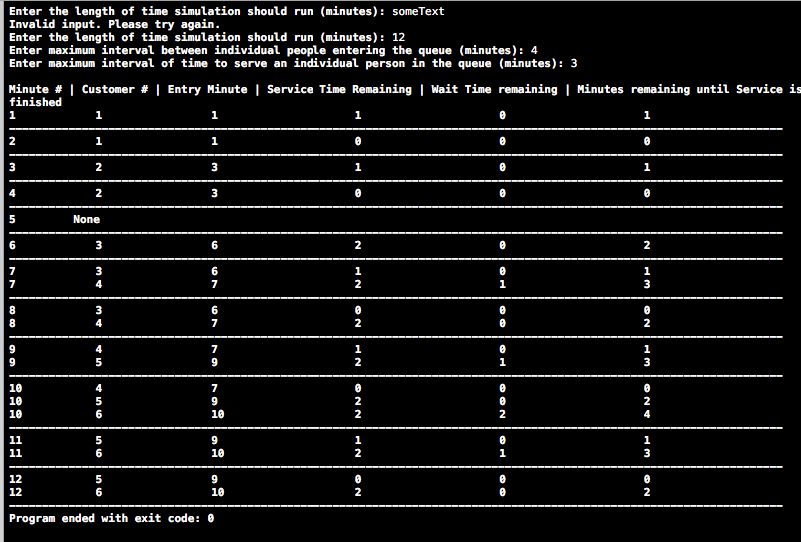 Enter the length of time simulation should run (minutes): someText
Invalid input. Please try again.
Enter the length of time simulation should run (minutes): 12
Enter maximum interval between individual people entering the queue (minutes): 4
Enter maximum interval of time to serve an individual person in the queue (minutes): 3
Minute # | Customer # | Entry Minute | Service Time Remaining | Wait Time remaining | Minutes remaining until Service is
finished
1 1 1 1 0 1
2 1 1 0 0 0
3 2 3 1 0 1
4 2 3 0 0 0
5 None
6 3 6 2 0 2
7 3 6 1 0 1
7 4 7 2 1 3
8 3 6 0 0 0
8 4 7 2 0 2
9 4 7 1 0 1
9 5 9 2 1 3
10 4 7 0 0 0
10 5 9 2 0 2
10 6 10 2 2 4
11 5 9 1 0 1
11 6 10 2 1 3
12 5 9 0 0 0
12 6 10 2 0 2
Program ended with exit code: 0